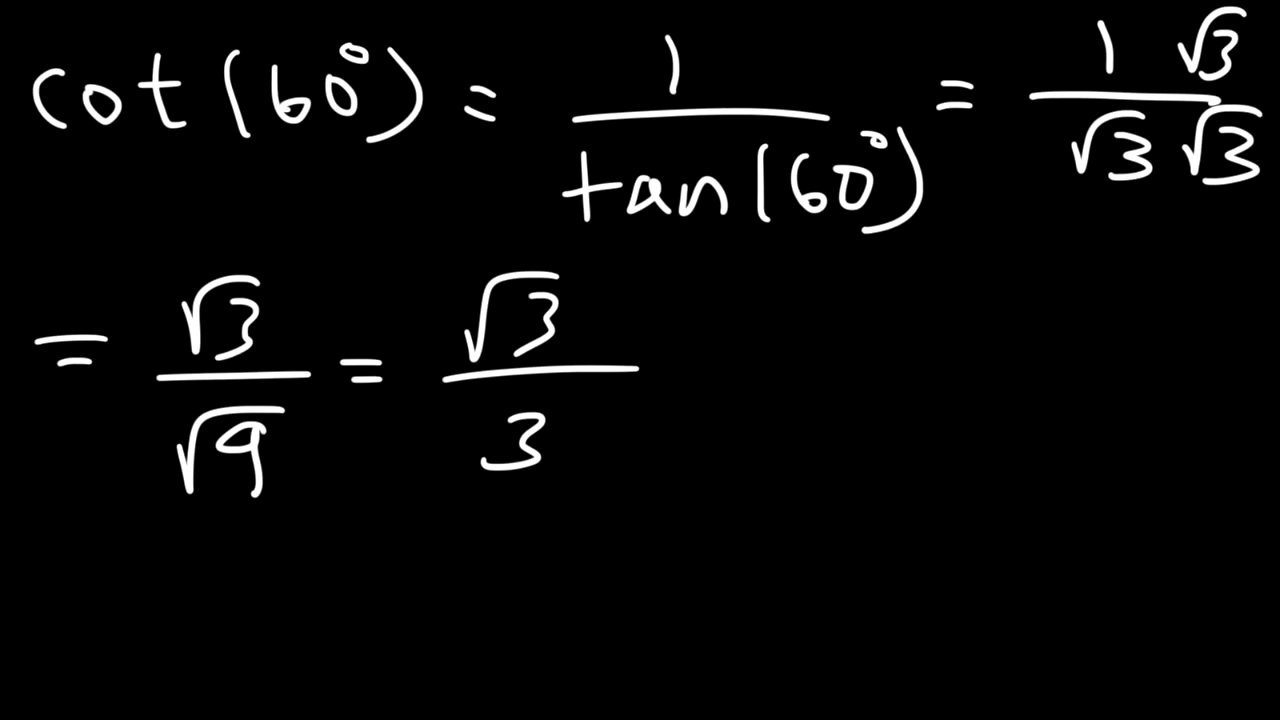 cot(60°) = 1/tan(60°) = 1 √3/√3 √3
= √3/√9 = √3/3